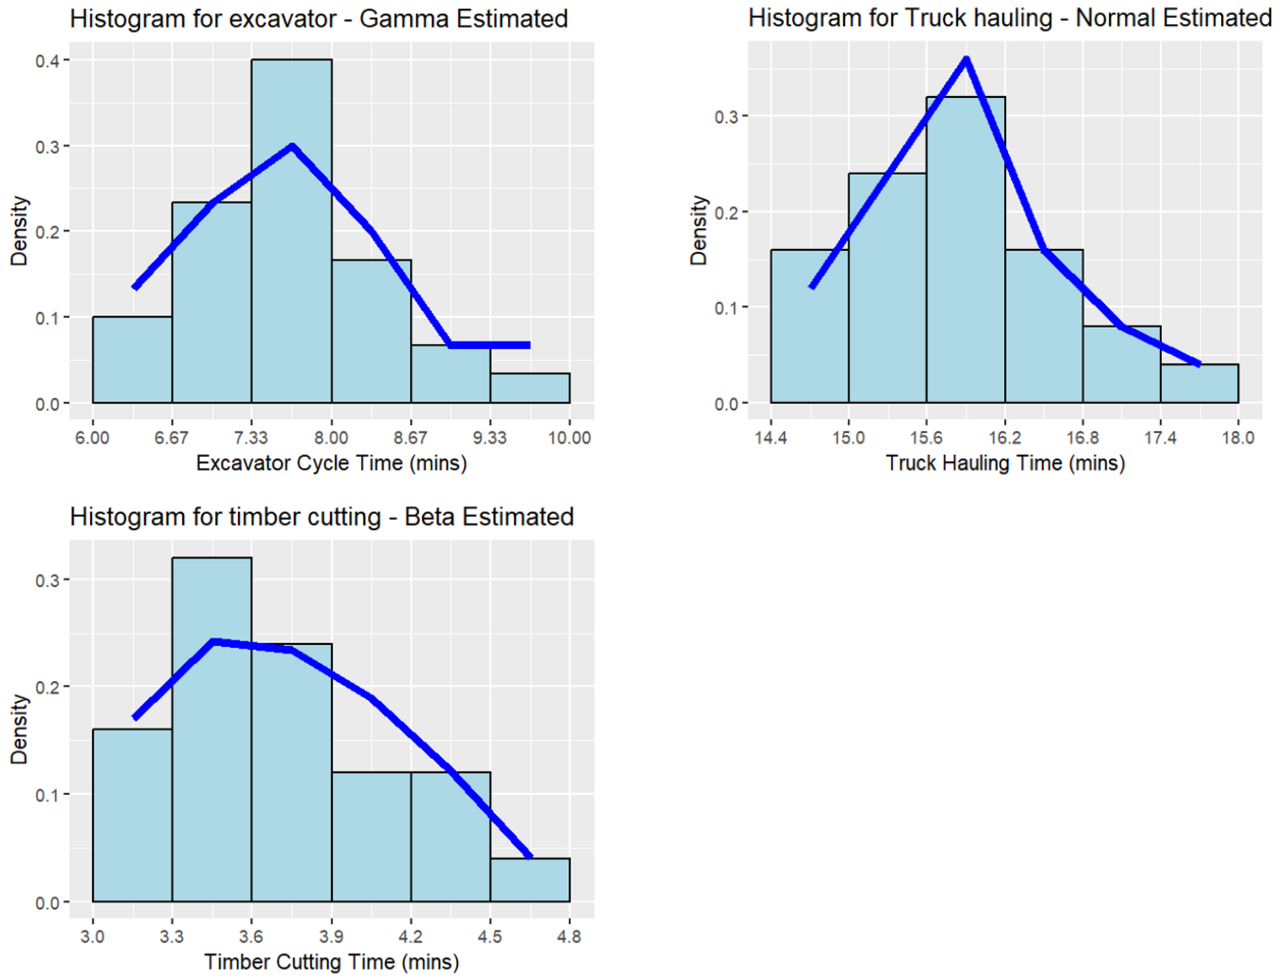 Histogram for excavator - Gamma Estimated
Density
0.4
0.3
0.2
0.1
0.0
6.00 6.67 7.33 8.00 8.67 9.33 10.00
Excavator Cycle Time (mins)
Histogram for Truck hauling - Normal Estimated
Density
0.3
0.2
0.1
0.0
14.4 15.0 15.6 16.2 16.8 17.4 18.0
Truck Hauling Time (mins)
Histogram for timber cutting - Beta Estimated
Density
0.3
0.2
0.1
0.0
3.0 3.3 3.6 3.9 4.2 4.5 4.8
Timber Cutting Time (mins)